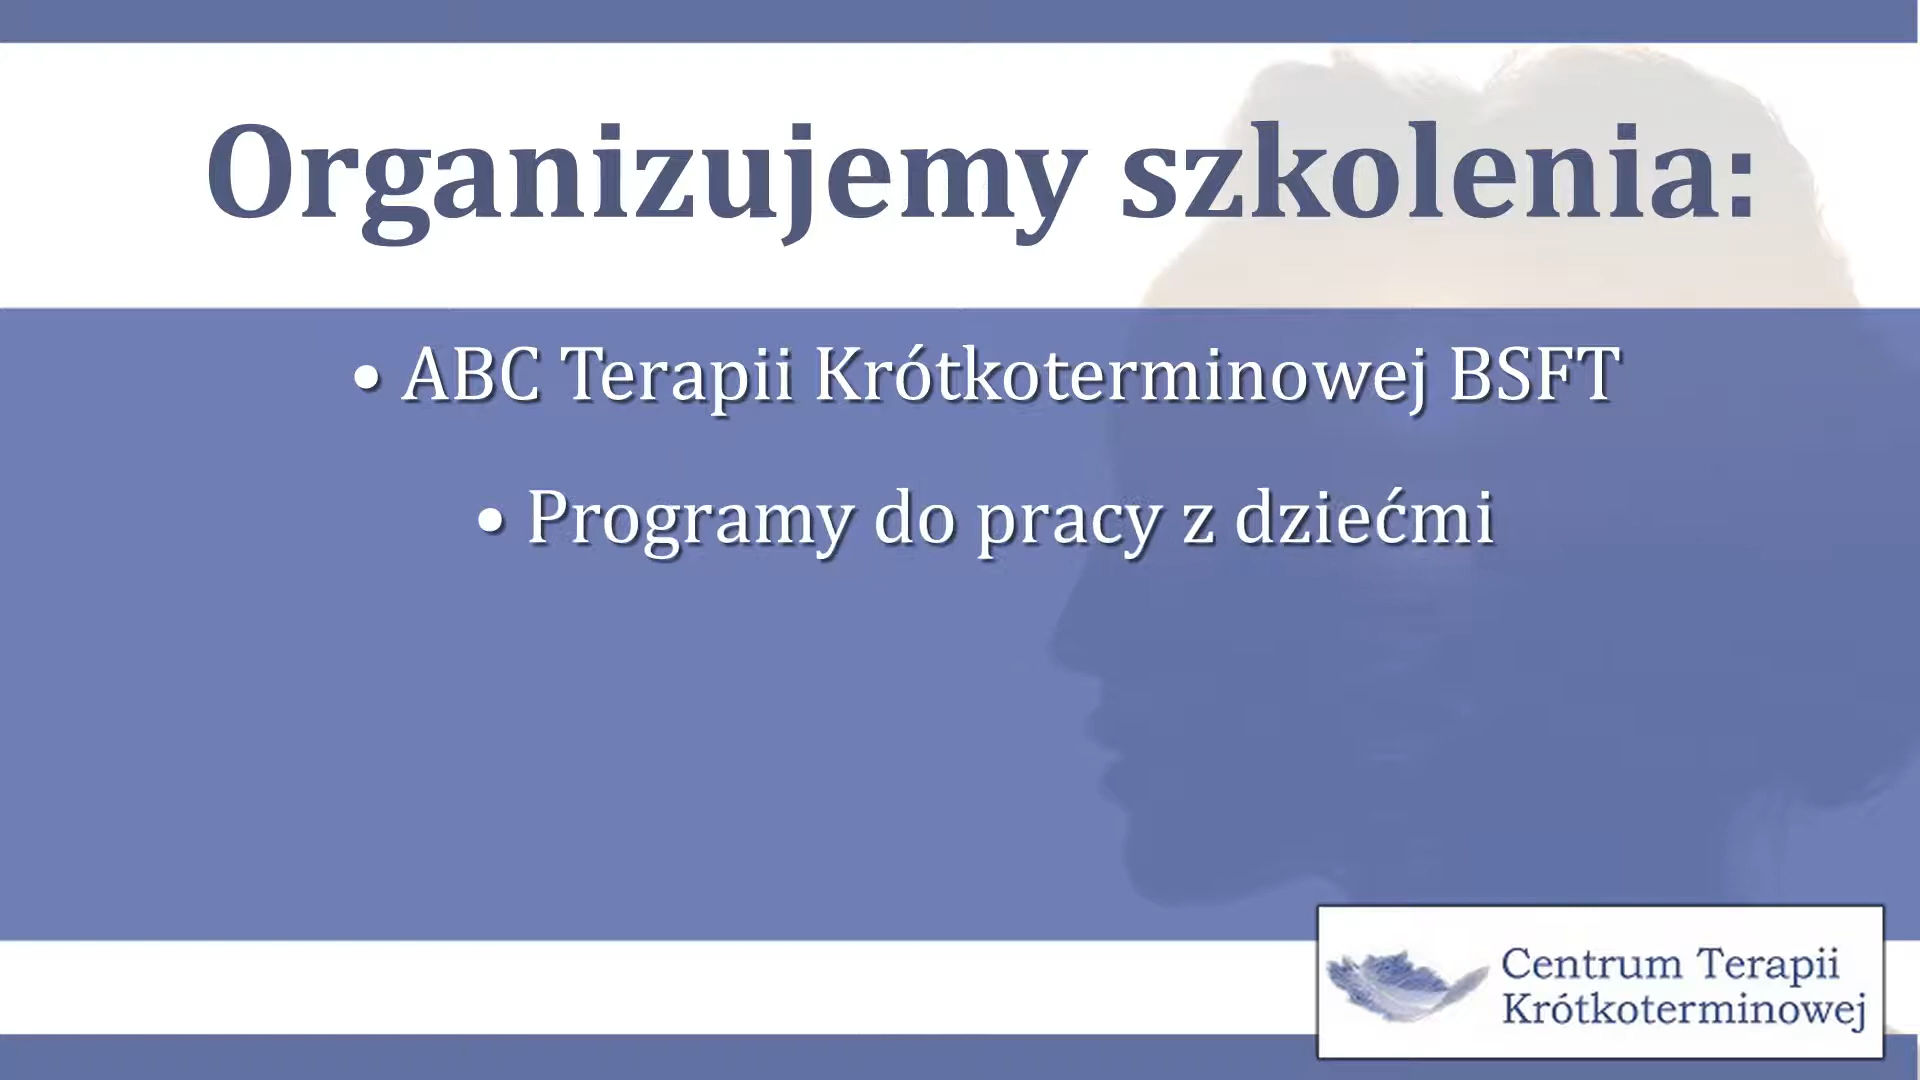 Organizujemy szkolenia:
• ABC Terapii Krótkoterminowej BSFT
• Programy do pracy z dziećmi
Centrum Terapii
Krótkoterminowej